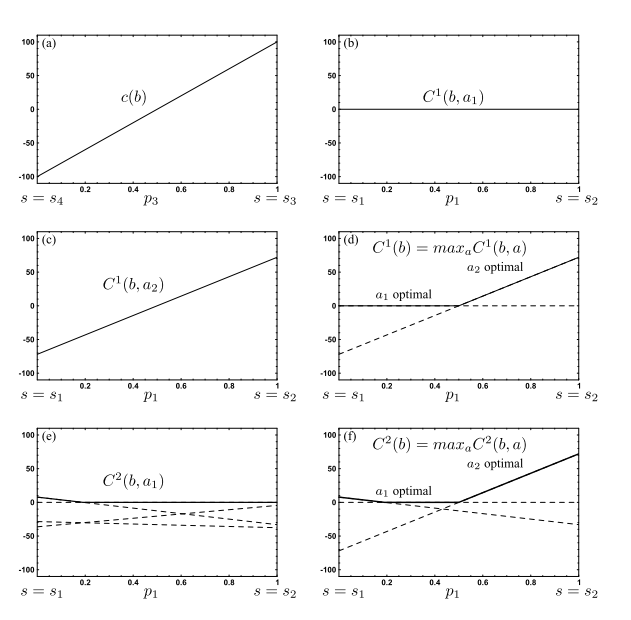 (a)
c(b)
100
50
0
-50
-100
0.2 0.4 0.6 0.8 1
s = s₄ p₃ s = s₃
(b)
C¹(b, a₁)
100
50
0
-50
-100
0.2 0.4 0.6 0.8 1
s = s₁ p₁ s = s₂
(c)
C¹(b, a₂)
100
50
0
-50
-100
0.2 0.4 0.6 0.8 1
s = s₁ p₁ s = s₂
(d)
C¹(b) = maxₐC¹(b, a)
a₂ optimal
a₁ optimal
100
50
0
-50
-100
0.2 0.4 0.6 0.8 1
s = s₁ p₁ s = s₂
(e)
C²(b, a₁)
100
50
0
-50
-100
0.2 0.4 0.6 0.8 1
s = s₁ p₁ s = s₂
(f)
C²(b) = maxₐC²(b, a)
a₂ optimal
a₁ optimal
100
50
0
-50
-100
0.2 0.4 0.6 0.8 1
s = s₁ p₁ s = s₂